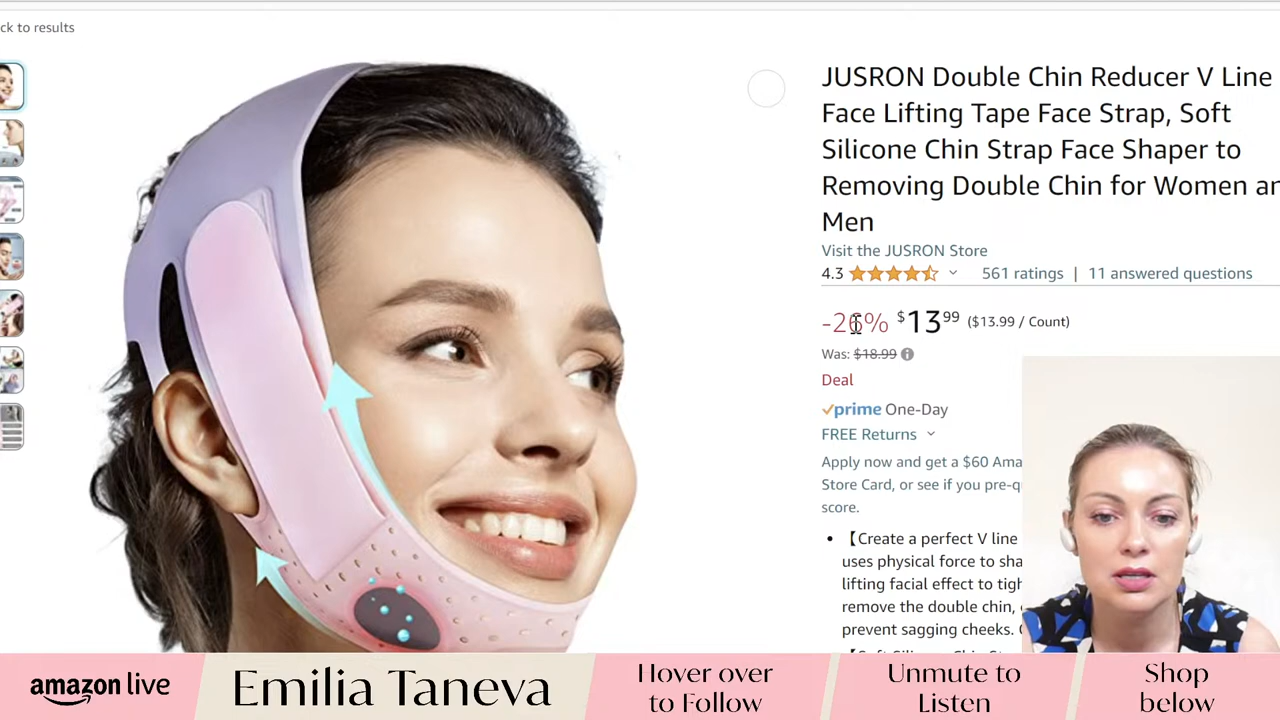 ck to results
JUSRON Double Chin Reducer V Line
Face Lifting Tape Face Strap, Soft
Silicone Chin Strap Face Shaper to
Removing Double Chin for Women an
Men
Visit the JUSRON Store
4.3 561 ratings | 11 answered questions
-26% $13.99 ($13.99 / Count)
Was: $18.99
Deal
prime One-Day
FREE Returns
Apply now and get a $60 Ama
Store Card, or see if you pre-q
score.
• 【Create a perfect V line
uses physical force to sha
lifting facial effect to tigh
remove the double chin,
prevent sagging cheeks.
amazon live
Emilia Taneva
Hover over
to Follow
Unmute to
Listen
Shop
below